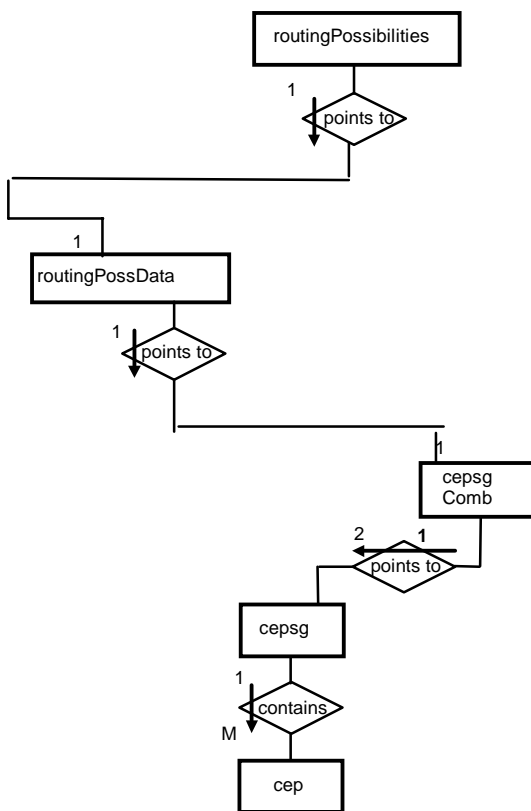 routingPossibilities
1
points to
1
routingPossData
1
points to
1
cepsg
Comb
2 1
points to
cepsg
1
contains
M
cep